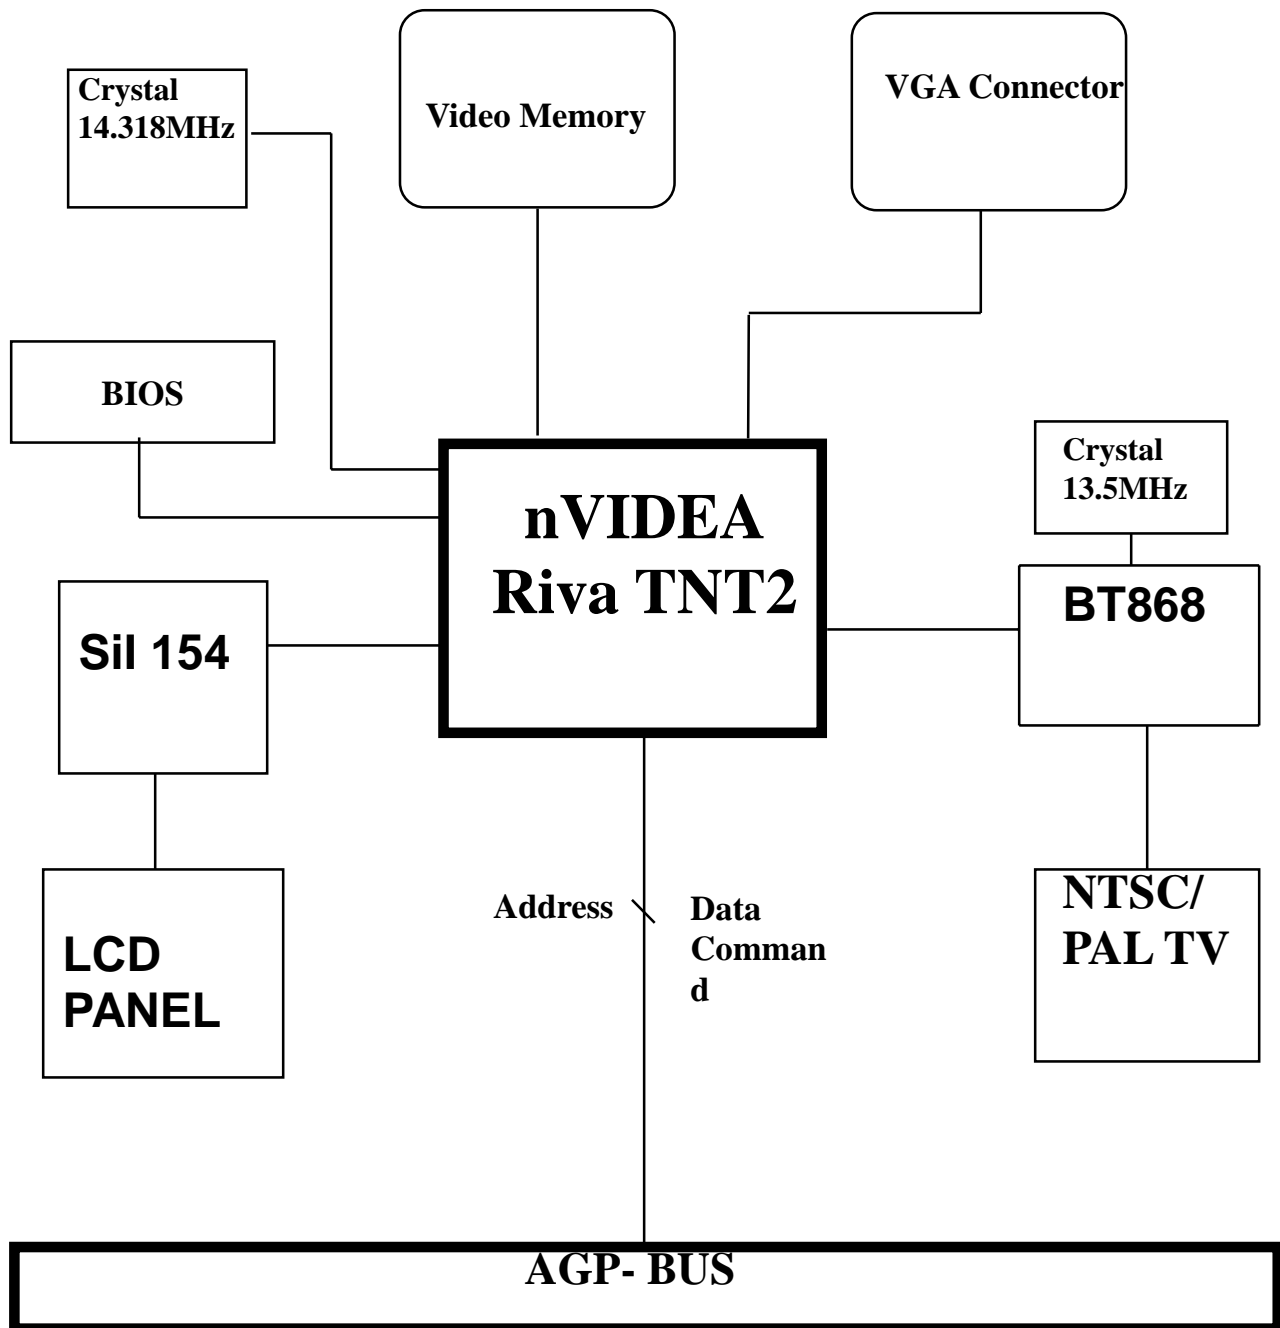 Crystal
14.318MHz
Video Memory
VGA Connector
BIOS
nVIDEA
Riva TNT2
Crystal
13.5MHz
BT868
SiI 154
LCD
PANEL
Address
Data
Comman
d
NTSC/
PAL TV
AGP- BUS